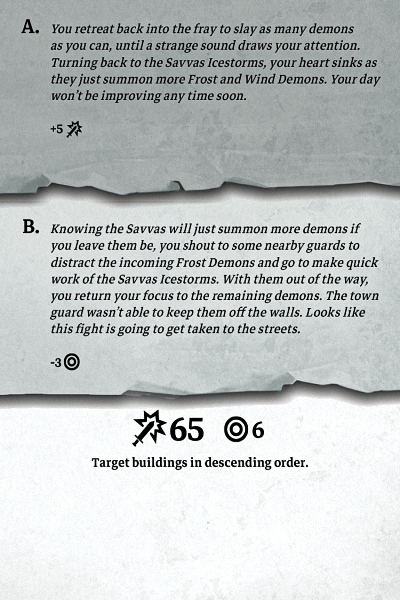 A. You retreat back into the fray to slay as many demons
as you can, until a strange sound draws your attention.
Turning back to the Savvas Icestorms, your heart sinks as
they just summon more Frost and Wind Demons. Your day
won't be improving any time soon.
+5
B. Knowing the Savvas will just summon more demons if
you leave them be, you shout to some nearby guards to
distract the incoming Frost Demons and go to make quick
work of the Savvas Icestorms. With them out of the way,
you return your focus to the remaining demons. The town
guard wasn't able to keep them off the walls. Looks like
this fight is going to get taken to the streets.
-3
65 6
Target buildings in descending order.